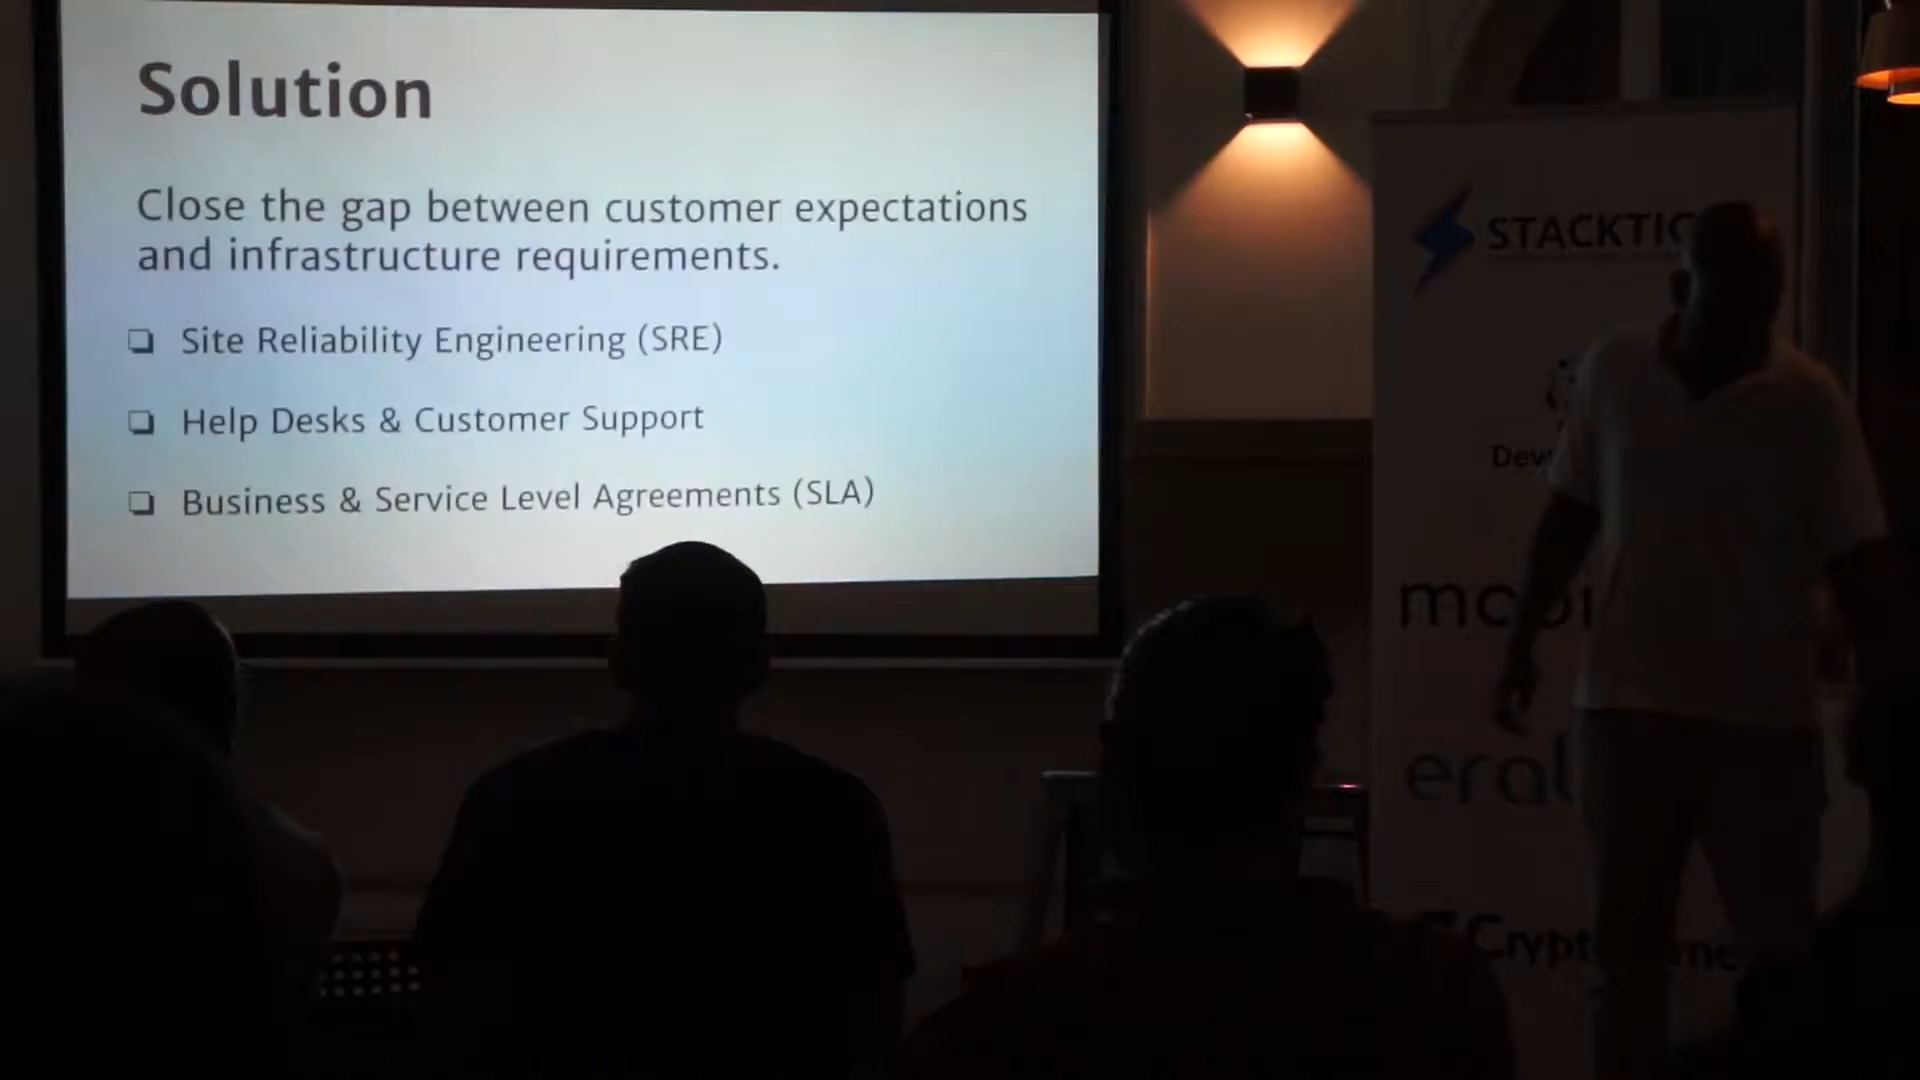 Solution
Close the gap between customer expectations
and infrastructure requirements.
❏ Site Reliability Engineering (SRE)
❏ Help Desks & Customer Support
❏ Business & Service Level Agreements (SLA)